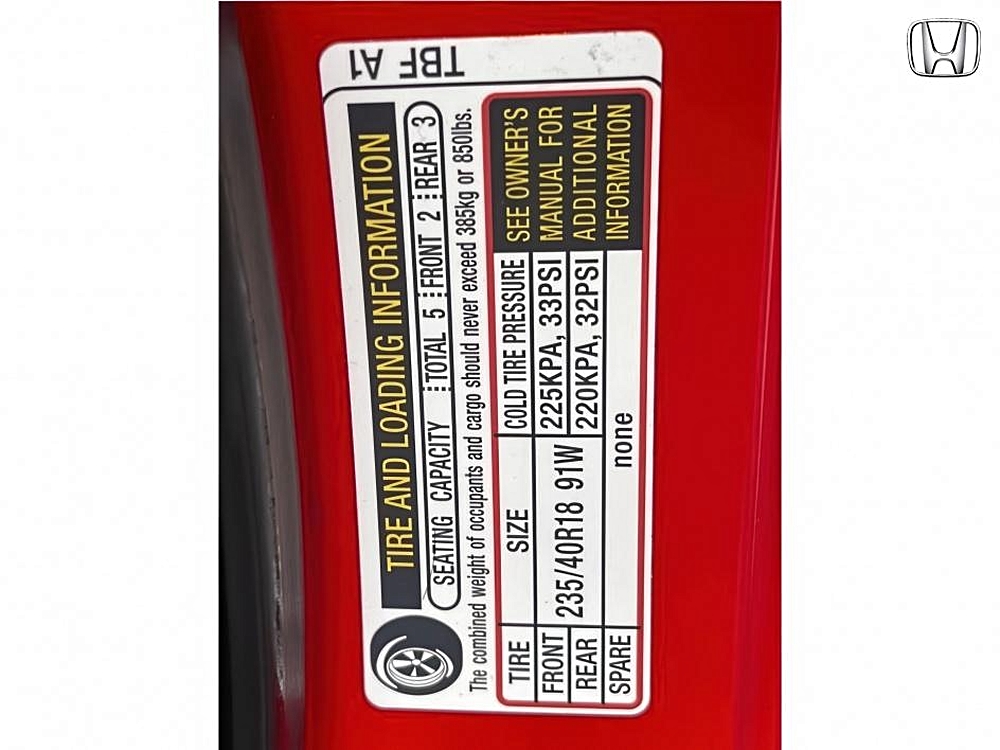 TBF A1
TIRE AND LOADING INFORMATION
SEATING CAPACITY TOTAL 5 FRONT 2 REAR 3
The combined weight of occupants and cargo should never exceed 385kg or 850lbs.
TIRE SIZE COLD TIRE PRESSURE
FRONT 235/40R18 91W 225KPA, 33PSI
REAR 220KPA, 32PSI
SPARE none
SEE OWNER'S
MANUAL FOR
ADDITIONAL
INFORMATION